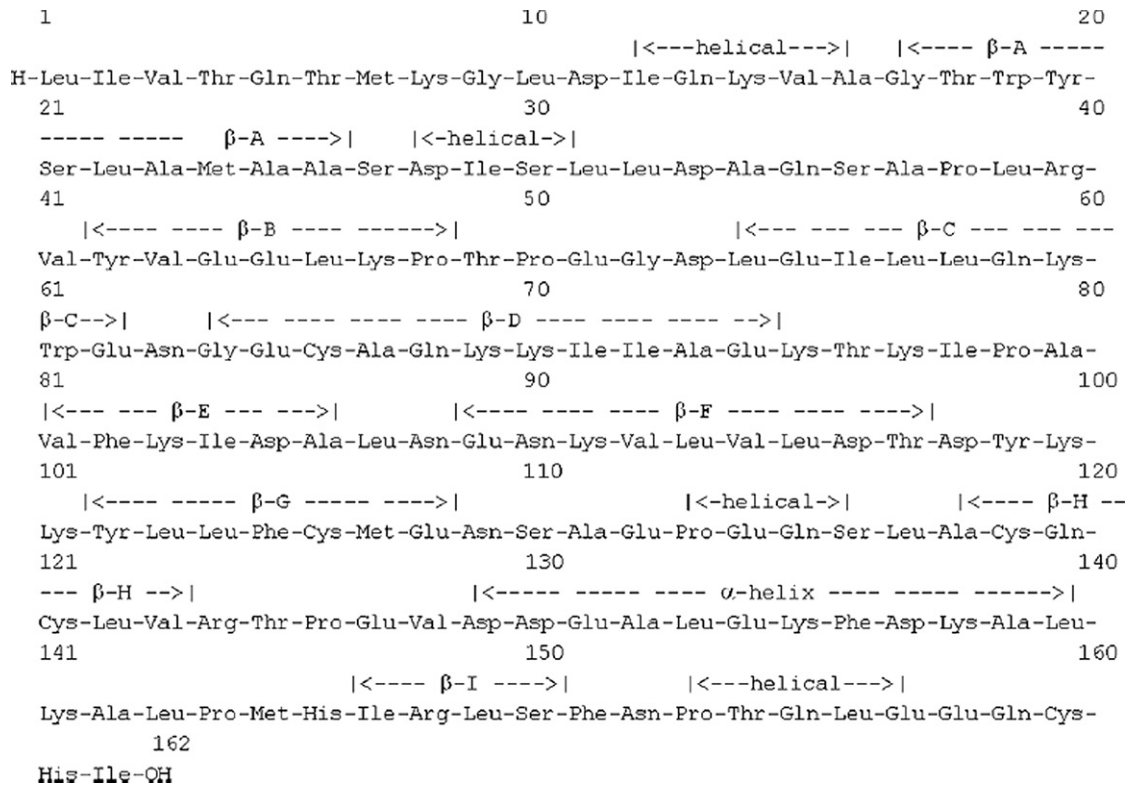 1 10 20
|<---helical--->| |<---- β-A -----
H-Leu-Ile-Val-Thr-Gln-Thr-Met-Lys-Gly-Leu-Asp-Ile-Gln-Lys-Val-Ala-Gly-Thr-Trp-Tyr-
21 30 40
----- ----- β-A ---->| |<-helical->|
Ser-Leu-Ala-Met-Ala-Ala-Ser-Asp-Ile-Ser-Leu-Leu-Asp-Ala-Gln-Ser-Ala-Pro-Leu-Arg-
41 50 60
|<---- ---- β-B ---- ------>| |<--- --- --- β-C --- --- ---
Val-Tyr-Val-Glu-Glu-Leu-Lys-Pro-Thr-Pro-Glu-Gly-Asp-Leu-Glu-Ile-Leu-Leu-Gln-Lys-
61 70 80
β-C-->| |<--- ---- ---- ---- β-D ---- ---- ---- -->|
Trp-Glu-Asn-Gly-Glu-Cys-Ala-Gln-Lys-Lys-Ile-Ile-Ala-Glu-Lys-Thr-Lys-Ile-Pro-Ala-
81 90 100
|<--- --- β-E --- --->| |<---- ---- ---- β-F ---- ---- ---->|
Val-Phe-Lys-Ile-Asp-Ala-Leu-Asn-Glu-Asn-Lys-Val-Leu-Val-Leu-Asp-Thr-Asp-Tyr-Lys-
101 110 120
|<---- ----- β-G ----- ---->| |<-helical->| |<---- β-H --
Lys-Tyr-Leu-Leu-Phe-Cys-Met-Glu-Asn-Ser-Ala-Glu-Pro-Glu-Gln-Ser-Leu-Ala-Cys-Gln-
121 130 140
--- β-H -->| |<----- ---- ---- α-helix ---- ----- ------>|
Cys-Leu-Val-Arg-Thr-Pro-Glu-Val-Asp-Asp-Glu-Ala-Leu-Glu-Lys-Phe-Asp-Lys-Ala-Leu-
141 150 160
|<---- β-I ---->| |<---helical--->|
Lys-Ala-Leu-Pro-Met-His-Ile-Arg-Leu-Ser-Phe-Asn-Pro-Thr-Gln-Leu-Glu-Glu-Gln-Cys-
162
His-Ile-OH